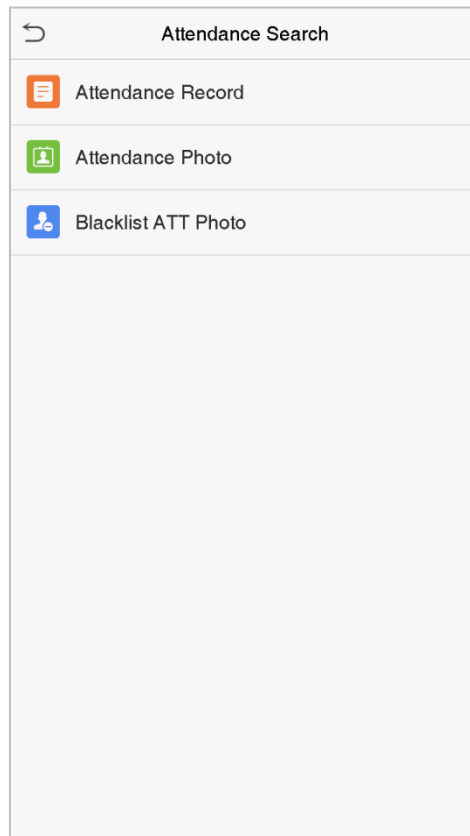 Attendance Search
Attendance Record
Attendance Photo
Blacklist ATT Photo